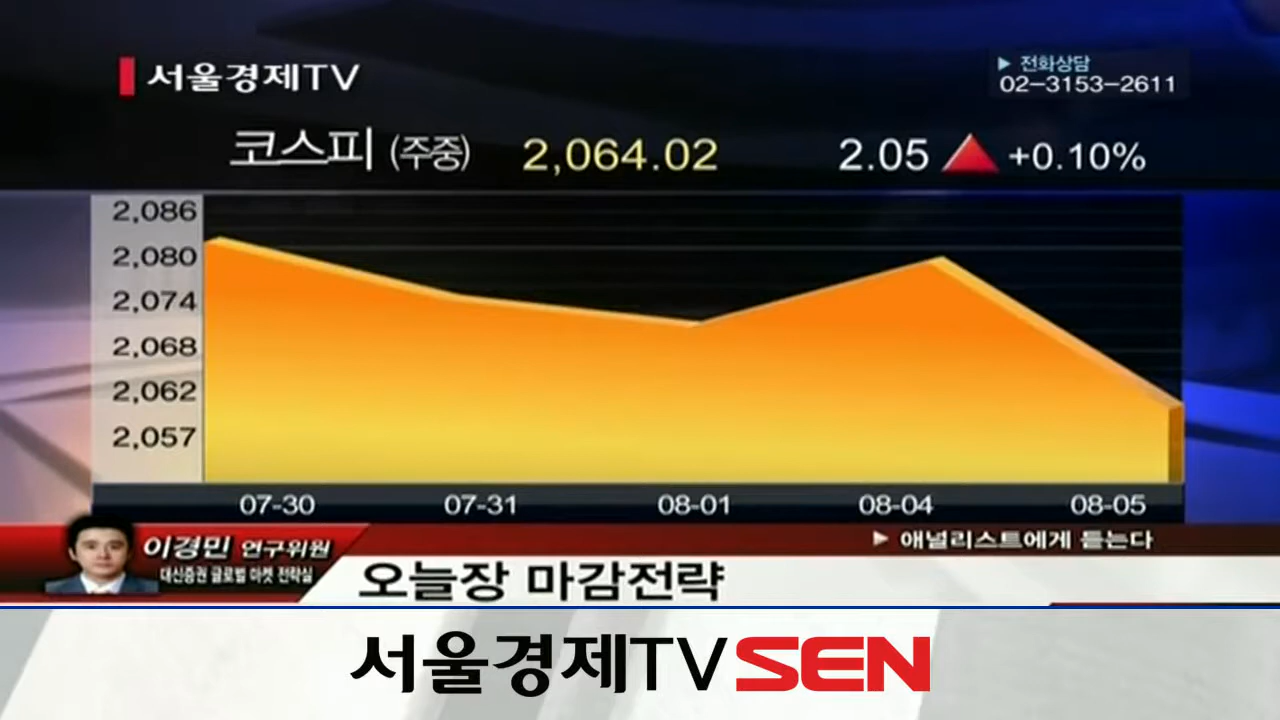 서울경제TV
▶ 전화상담
02-3153-2611
코스피 (주중) 2,064.02 2.05 ▲ +0.10%
2,086
2,080
2,074
2,068
2,062
2,057
07-30 07-31 08-01 08-04 08-05
이경민 연구위원
대신증권 글로벌 마켓 전략실
▶ 애널리스트에게 듣는다
오늘장 마감전략
서울경제TV SEN